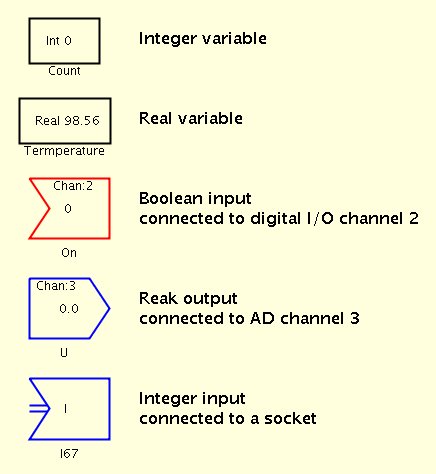 Int 0
Integer variable
Count
Real 98.56
Real variable
Termperature
Chan:2
0
Boolean input
connected to digital I/O channel 2
On
Chan:3
0.0
Reak output
connected to AD channel 3
U
I
Integer input
connected to a socket
I67